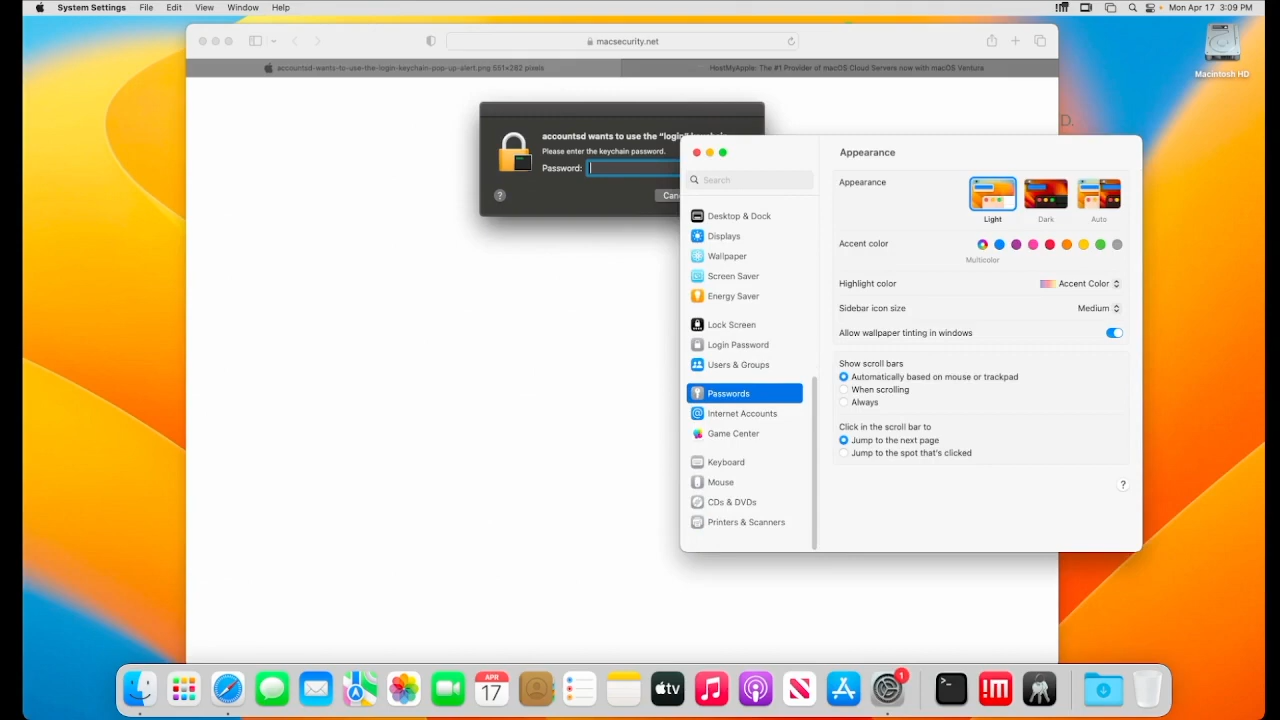 System Settings File Edit View Window Help
Mon Apr 17 3:09 PM
macsecurity.net
accountsd-wants-to-use-the-login-keychain-pop-up-alert.png 551×262 pixels
HostMyApple: The #1 Provider of macOS Cloud Servers now with macOS Ventura
Macintosh HD
D.
accountsd wants to use the "login"
Please enter the keychain password.
Password:
?
Can
Search
Desktop & Dock
Displays
Wallpaper
Screen Saver
Energy Saver
Lock Screen
Login Password
Users & Groups
Passwords
Internet Accounts
Game Center
Keyboard
Mouse
CDs & DVDs
Printers & Scanners
Appearance
Appearance
Light Dark Auto
Accent color
Multicolor
Highlight color Accent Color
Sidebar icon size Medium
Allow wallpaper tinting in windows
Show scroll bars
Automatically based on mouse or trackpad
When scrolling
Always
Click in the scroll bar to
Jump to the next page
Jump to the spot that's clicked
?
APR
17
tv
1